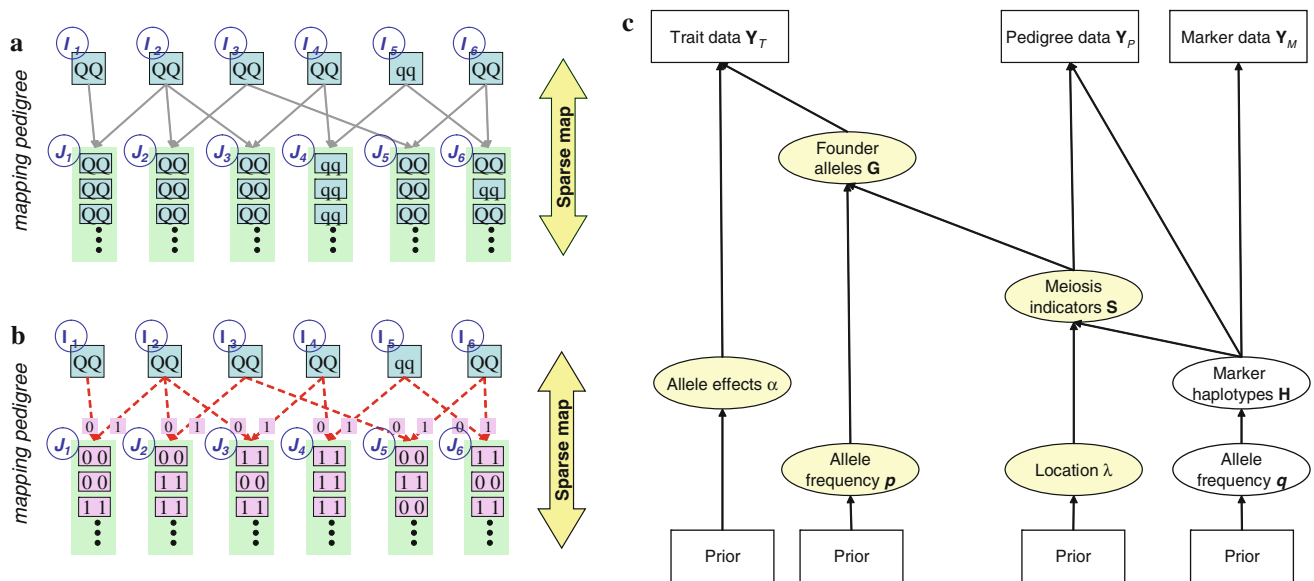 a
mapping pedigree
I1 I2 I3 I4 I5 I6
QQ QQ QQ QQ qq QQ
J1 J2 J3 J4 J5 J6
QQ QQ QQ qq QQ QQ
QQ QQ QQ qq QQ qq
QQ QQ QQ qq QQ QQ
Sparse map
b
mapping pedigree
I1 I2 I3 I4 I5 I6
QQ QQ QQ QQ qq QQ
0 1 0 1 0 1 0 1 0 1 0 1
J1 J2 J3 J4 J5 J6
0 0 0 0 1 1 1 1 0 0 1 1
0 0 1 1 0 0 1 1 1 1 0 0
1 1 1 1 1 1 1 1 0 0 1 1
Sparse map
c
Trait data Y_T
Pedigree data Y_P
Marker data Y_M
Founder
alleles G
Meiosis
indicators S
Allele effects α
Marker
haplotypes H
Allele
frequency p
Location λ
Allele
frequency q
Prior
Prior
Prior
Prior